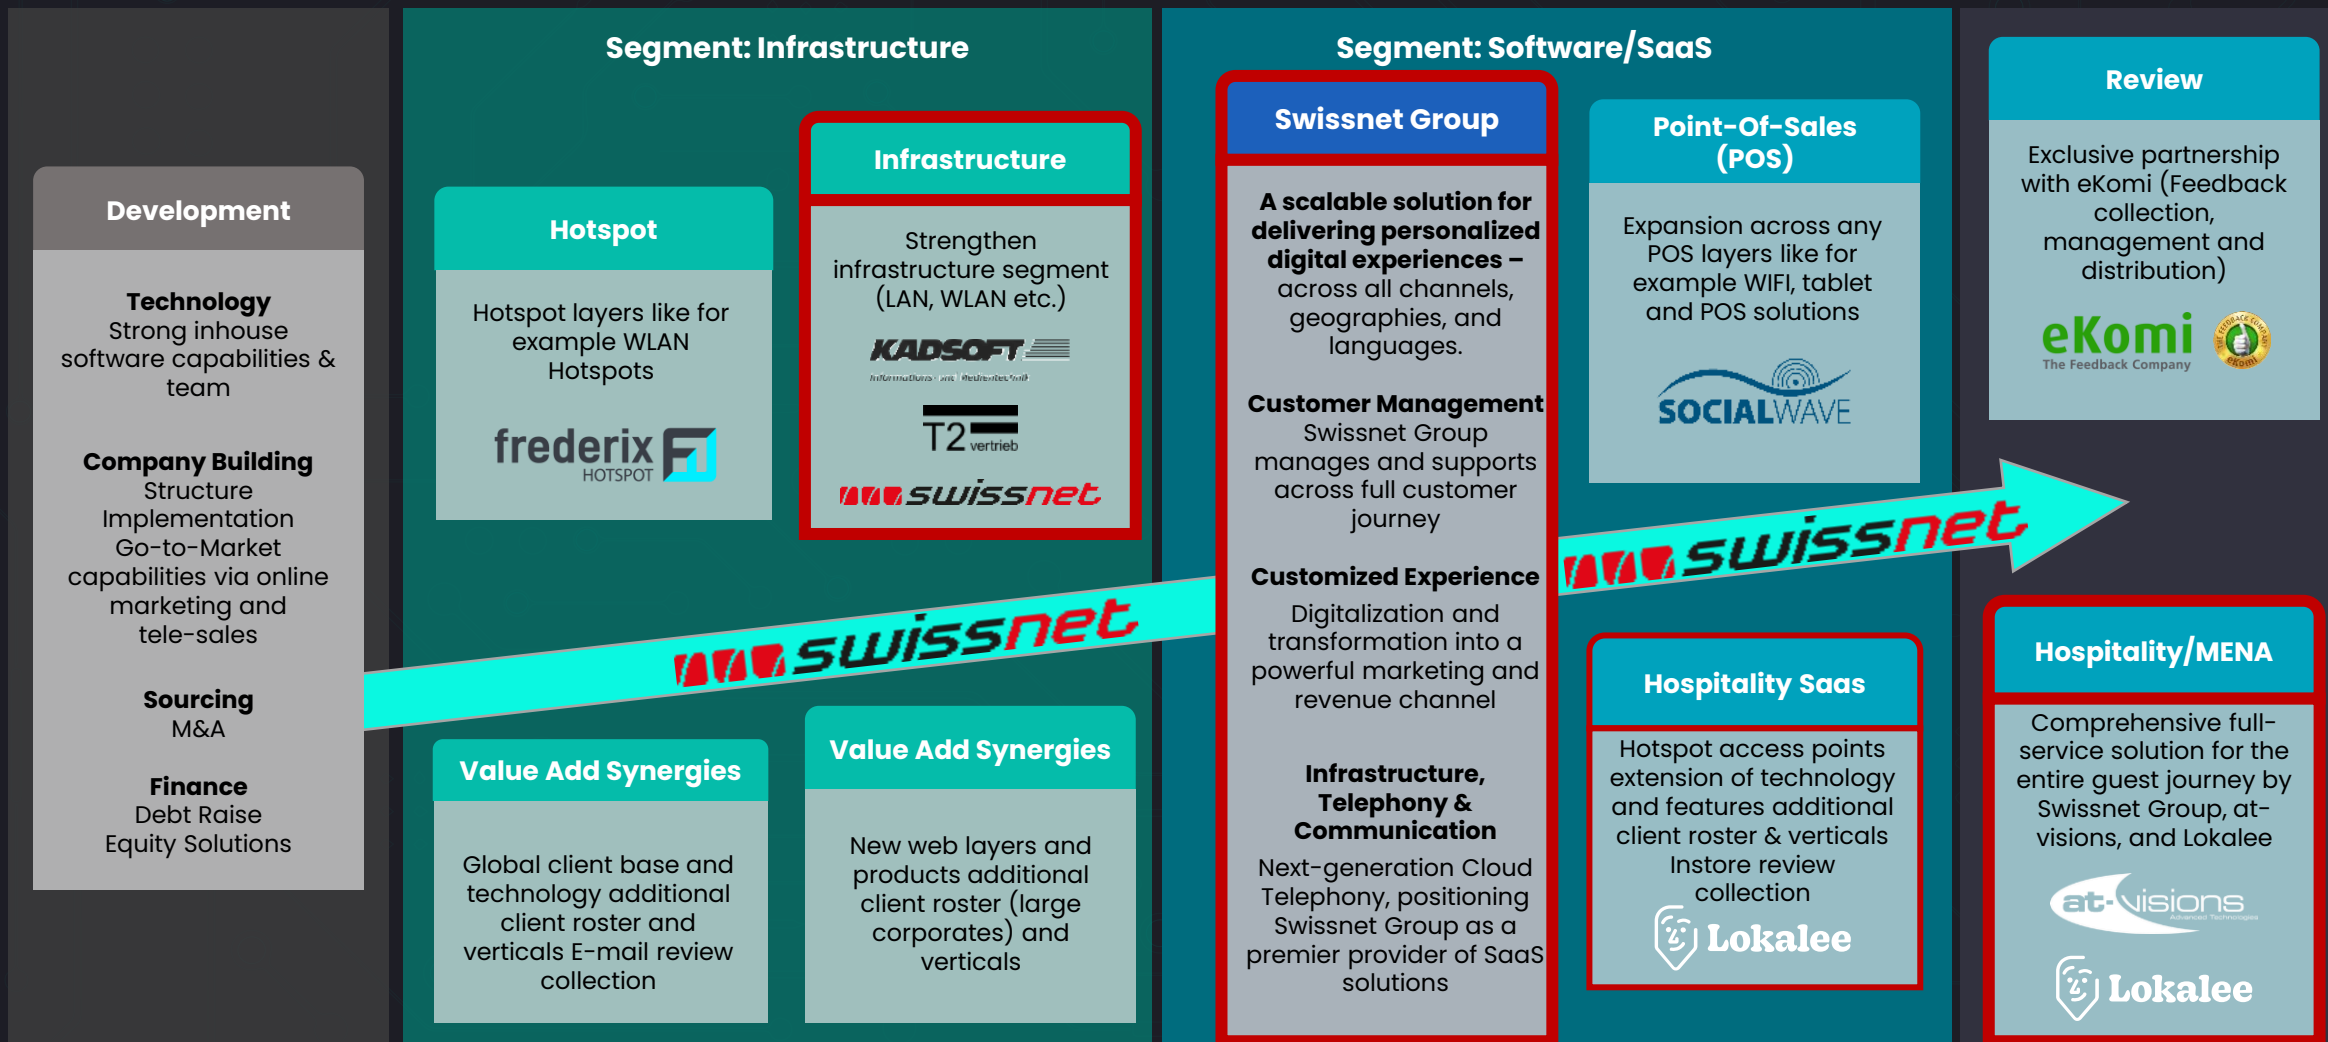 Development
Technology
Strong inhouse
software capabilities &
team
Company Building
Structure
Implementation
Go-to-Market
capabilities via online
marketing and
tele-sales
Sourcing
M&A
Finance
Debt Raise
Equity Solutions
Segment: Infrastructure
Hotspot
Hotspot layers like for
example WLAN
Hotspots
frederix
HOTSPOT
Infrastructure
Strengthen
infrastructure segment
(LAN, WLAN etc.)
KADSOFT
Informations- und Medientechnik
T2 vertrieb
swissnet
swissnet
Value Add Synergies
Global client base and
technology additional
client roster and
verticals E-mail review
collection
Value Add Synergies
New web layers and
products additional
client roster (large
corporates) and
verticals
Segment: Software/SaaS
Swissnet Group
A scalable solution for
delivering personalized
digital experiences –
across all channels,
geographies, and
languages.
Customer Management
Swissnet Group
manages and supports
across full customer
journey
Customized Experience
Digitalization and
transformation into a
powerful marketing and
revenue channel
Infrastructure,
Telephony &
Communication
Next-generation Cloud
Telephony, positioning
Swissnet Group as a
premier provider of SaaS
solutions
Point-Of-Sales
(POS)
Expansion across any
POS layers like for
example WIFI, tablet
and POS solutions
SOCIALWAVE
swissnet
Hospitality Saas
Hotspot access points
extension of technology
and features additional
client roster & verticals
Instore review
collection
Lokalee
Review
Exclusive partnership
with eKomi (Feedback
collection,
management and
distribution)
eKomi
The Feedback Company
THE FEEDBACK COMPANY
eKomi
Hospitality/MENA
Comprehensive full-
service solution for the
entire guest journey by
Swissnet Group, at-
visions, and Lokalee
at-visions
Advanced Technologies
Lokalee